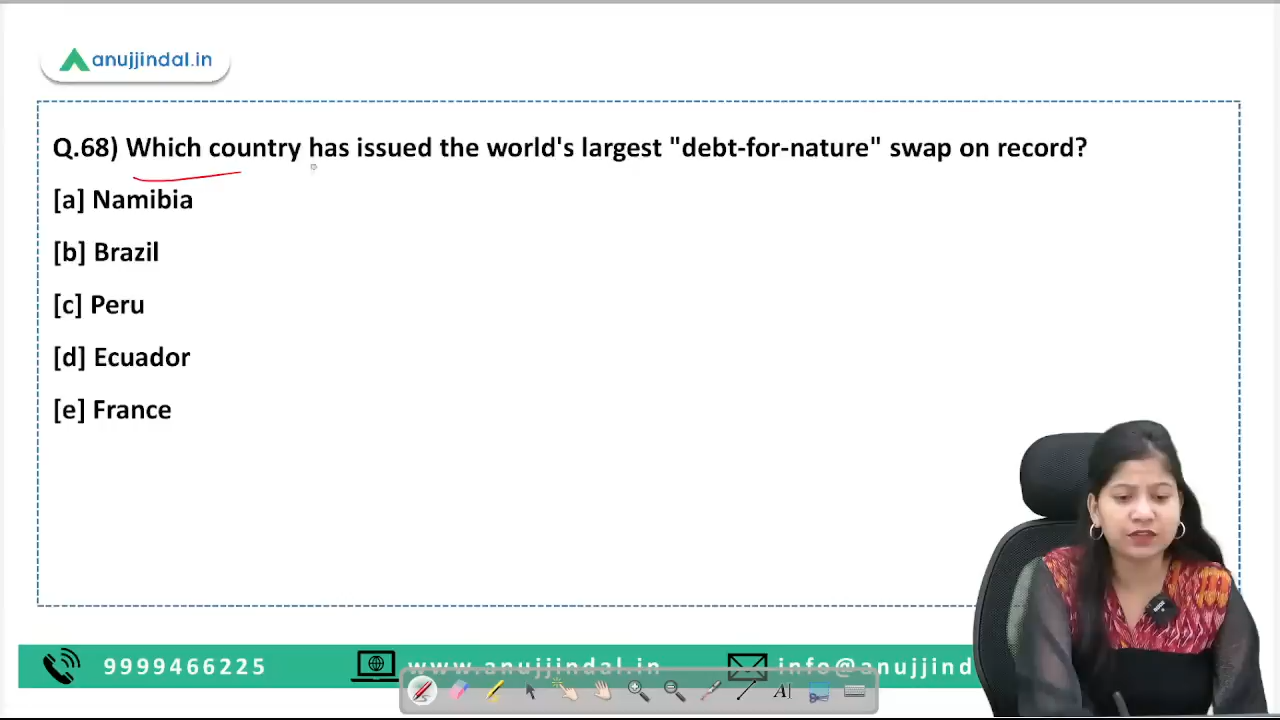 anujjindal.in
Q.68) Which country has issued the world's largest "debt-for-nature" swap on record?
[a] Namibia
[b] Brazil
[c] Peru
[d] Ecuador
[e] France
9999466225 www.anujjindal.in info@anujjind
A